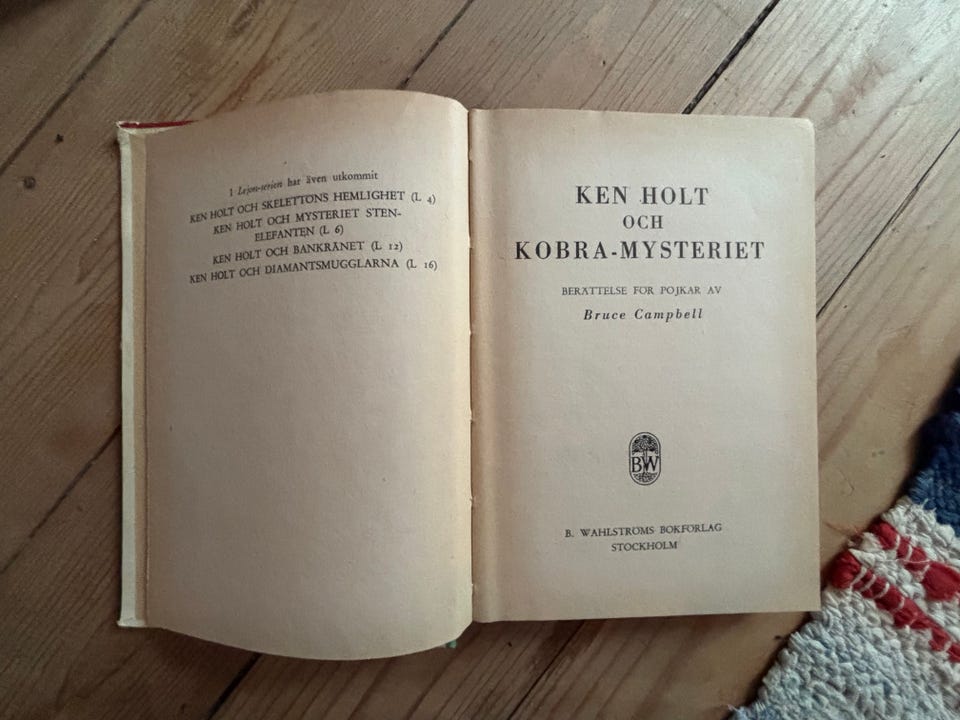 I Lejon-serien har även utkommit
KEN HOLT OCH SKELETTONS HEMLIGHET (L 4)
KEN HOLT OCH MYSTERIET STEN-
ELEFANTEN (L 6)
KEN HOLT OCH BANKRÅNET (L 12)
KEN HOLT OCH DIAMANTSMUGGLARNA (L 16)
KEN HOLT
OCH
KOBRA-MYSTERIET
BERÄTTELSE FÖR POJKAR AV
Bruce Campbell
BW
B. WAHLSTRÖMS BOKFÖRLAG
STOCKHOLM